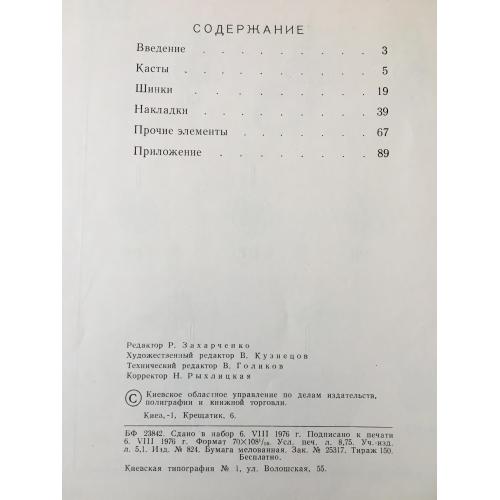 СОДЕРЖАНИЕ
Введение . . . . . . . . . 3
Касты . . . . . . . . . . 5
Шинки . . . . . . . . . . 19
Накладки . . . . . . . . . 39
Прочие элементы . . . . . . . 67
Приложение . . . . . . . . 89
Редактор Р. Захарченко
Художественный редактор В. Кузнецов
Технический редактор В. Голиков
Корректор Н. Рыхлицкая
© Киевское областное управление по делам издательств,
полиграфии и книжной торговли.
Киев,-1, Крещатик, 6.
БФ 23842. Сдано в набор 6. VIII 1976 г. Подписано к печати
6. VIII 1976 г. Формат 70×108¹/₁₆. Усл. печ. л. 8,75. Уч.-изд.
л. 5,1. Изд. № 824. Бумага мелованная. Зак. № 25317. Тираж 150.
Бесплатно.
Киевская типография № 1, ул. Волошская, 55.